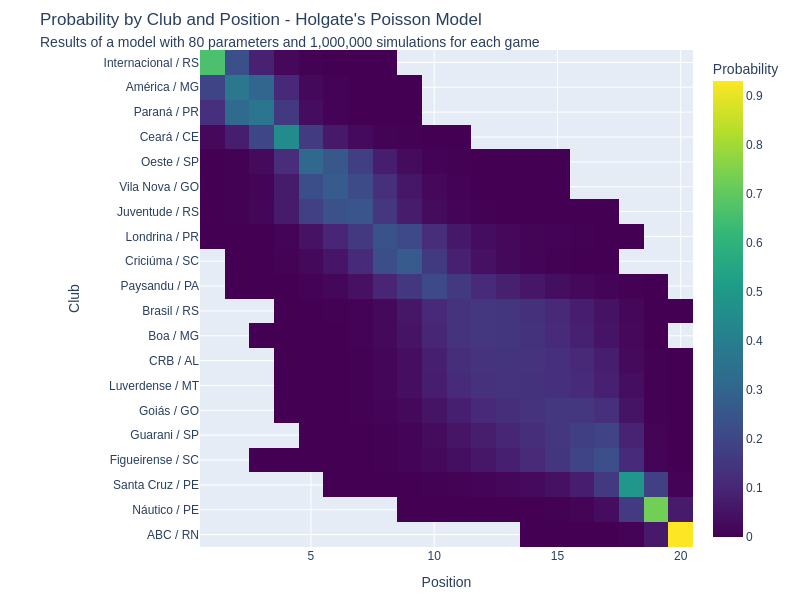 Probability by Club and Position - Holgate's Poisson Model
Results of a model with 80 parameters and 1,000,000 simulations for each game
Probability
Internacional / RS
América / MG
Paraná / PR
Ceará / CE
Oeste / SP
Vila Nova / GO
Juventude / RS
Londrina / PR
Criciúma / SC
Paysandu / PA
Brasil / RS
Boa / MG
CRB / AL
Luverdense / MT
Goiás / GO
Guarani / SP
Figueirense / SC
Santa Cruz / PE
Náutico / PE
ABC / RN
Club
5 10 15 20
Position
0.9
0.8
0.7
0.6
0.5
0.4
0.3
0.2
0.1
0